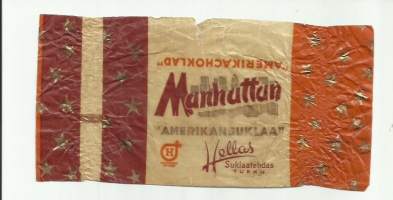 "AMERIKACHOKLAD"
Manhattan
"AMERIKANSUKLAA"
H
Hellas
Suklaatehdas
TURKU